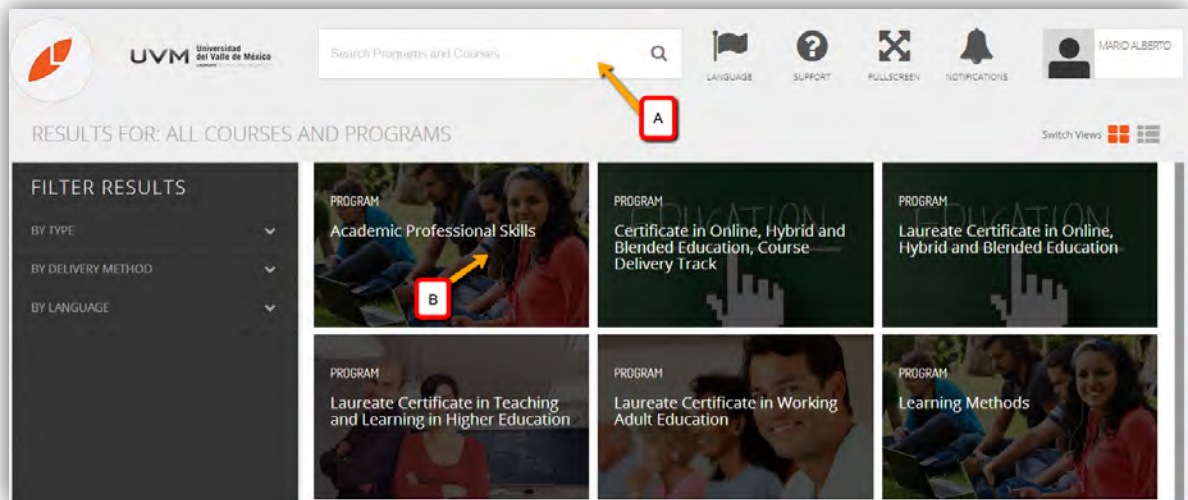 UVM Universidad
del Valle de México
Search Programs and Courses
LANGUAGE
SUPPORT
FULLSCREEN
NOTIFICATIONS
MARIO ALBERTO
A
RESULTS FOR: ALL COURSES AND PROGRAMS
Switch Views
FILTER RESULTS
BY TYPE
BY DELIVERY METHOD
BY LANGUAGE
PROGRAM
Academic Professional Skills
B
EDUCATION
PROGRAM
Certificate in Online, Hybrid and
Blended Education, Course
Delivery Track
EDUCATION
PROGRAM
Laureate Certificate in Online,
Hybrid and Blended Education
PROGRAM
Laureate Certificate in Teaching
and Learning in Higher Education
PROGRAM
Laureate Certificate in Working
Adult Education
PROGRAM
Learning Methods